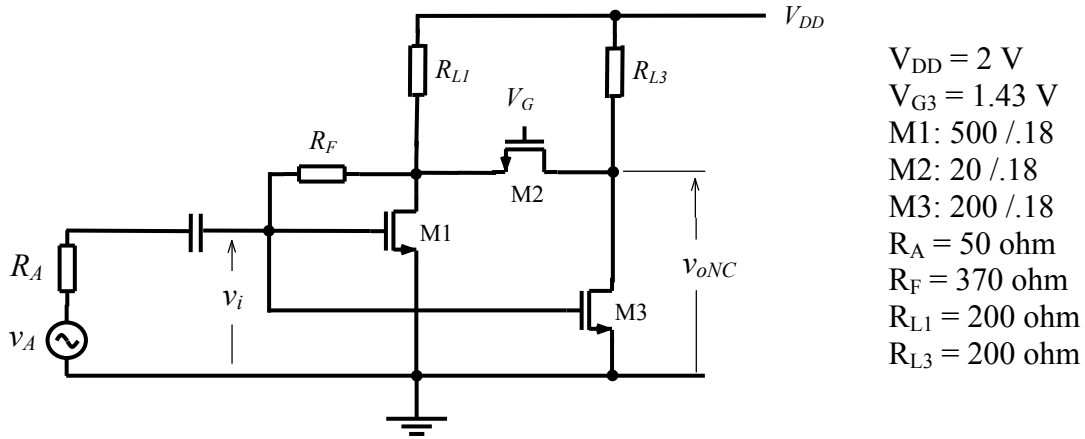 V_DD
R_L1
R_L3
V_G
R_F
M2
M1
R_A
v_i
v_oNC
M3
v_A
V_DD = 2 V
V_G3 = 1.43 V
M1: 500 /.18
M2: 20 /.18
M3: 200 /.18
R_A = 50 ohm
R_F = 370 ohm
R_L1 = 200 ohm
R_L3 = 200 ohm